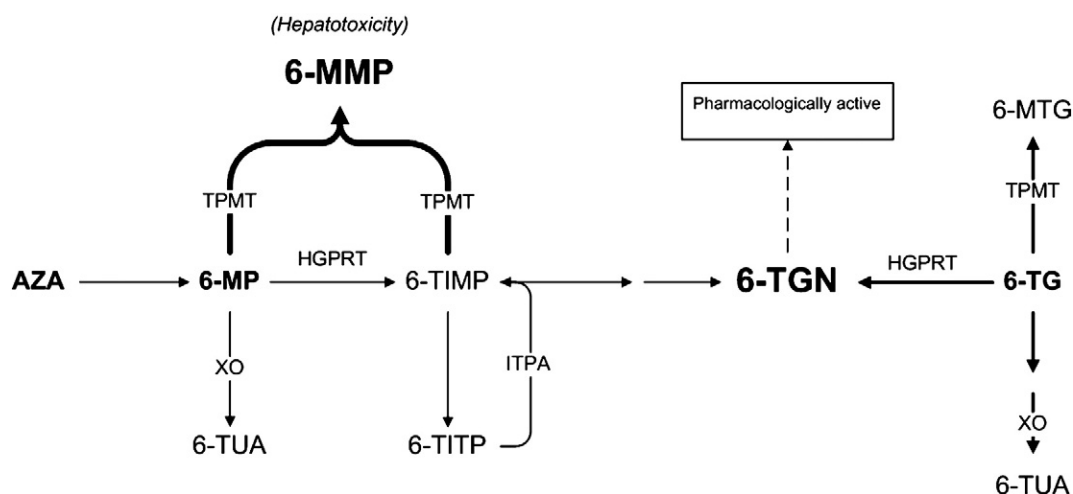 (Hepatotoxicity)
6-MMP
Pharmacologically active
6-MTG
TPMT
TPMT
TPMT
AZA
6-MP
HGPRT
6-TIMP
6-TGN
HGPRT
6-TG
XO
ITPA
XO
6-TUA
6-TITP
6-TUA